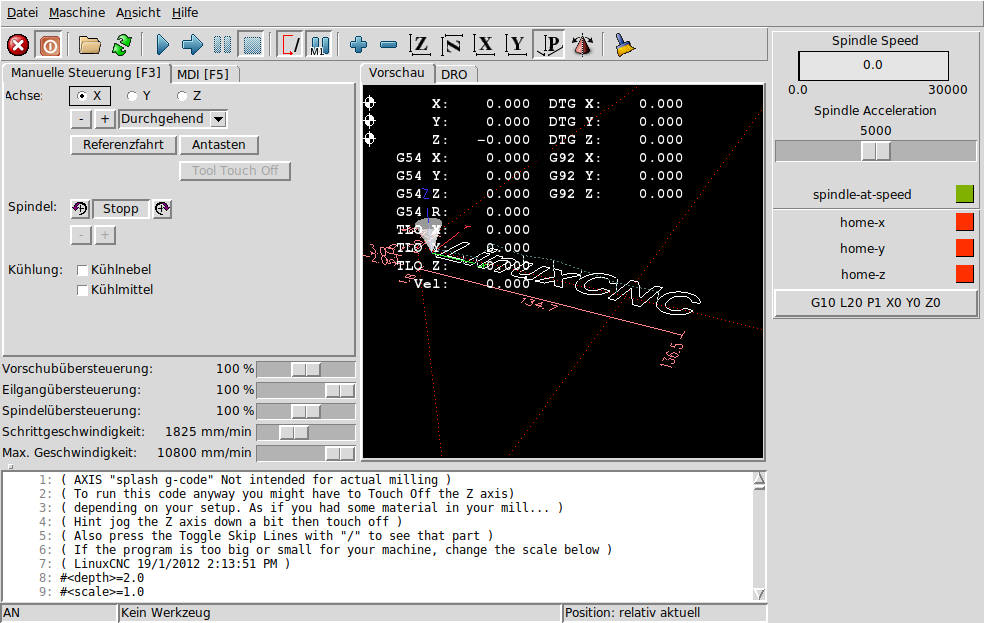 Datei Maschine Ansicht Hilfe
Manuelle Steuerung [F3] MDI [F5]
Achse: X Y Z
- + Durchgehend
Referenzfahrt Antasten
Tool Touch Off
Spindel: Stopp
- +
Kühlung: Kühlnebel
Kühlmittel
Vorschubübersteuerung: 100 %
Eilgangübersteuerung: 100 %
Spindelübersteuerung: 100 %
Schrittgeschwindigkeit: 1825 mm/min
Max. Geschwindigkeit: 10800 mm/min
Vorschau DRO
X: 0.000 DTG X: 0.000
Y: 0.000 DTG Y: 0.000
Z: -0.000 DTG Z: 0.000
G54 X: 0.000 G92 X: 0.000
G54 Y: 0.000 G92 Y: 0.000
G54 Z: 0.000 G92 Z: 0.000
G54 R: 0.000
TLO X: 0.000
TLO Y: 0.000
TLO Z: 0.000
Vel: 0.000
LinuxCNC
134.7
136.5
Spindle Speed
0.0
0.0 30000
Spindle Acceleration
5000
spindle-at-speed
home-x
home-y
home-z
G10 L20 P1 X0 Y0 Z0
1: ( AXIS "splash g-code" Not intended for actual milling )
2: ( To run this code anyway you might have to Touch Off the Z axis)
3: ( depending on your setup. As if you had some material in your mill... )
4: ( Hint jog the Z axis down a bit then touch off )
5: ( Also press the Toggle Skip Lines with "/" to see that part )
6: ( If the program is too big or small for your machine, change the scale below )
7: ( LinuxCNC 19/1/2012 2:13:51 PM )
8: #<depth>=2.0
9: #<scale>=1.0
AN Kein Werkzeug Position: relativ aktuell